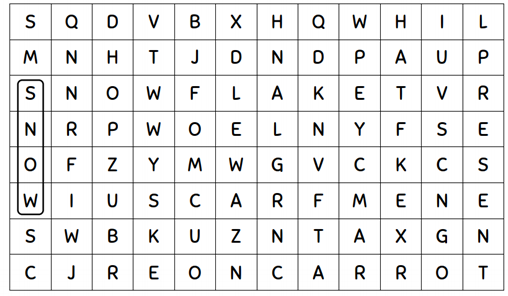 S Q D V B X H Q W H I L
M N H T J D N D P A U P
S N O W F L A K E T V R
N R P W O E L N Y F S E
O F Z Y M W G V C K C S
W I U S C A R F M E N E
S W B K U Z N T A X G N
C J R E O N C A R R O T